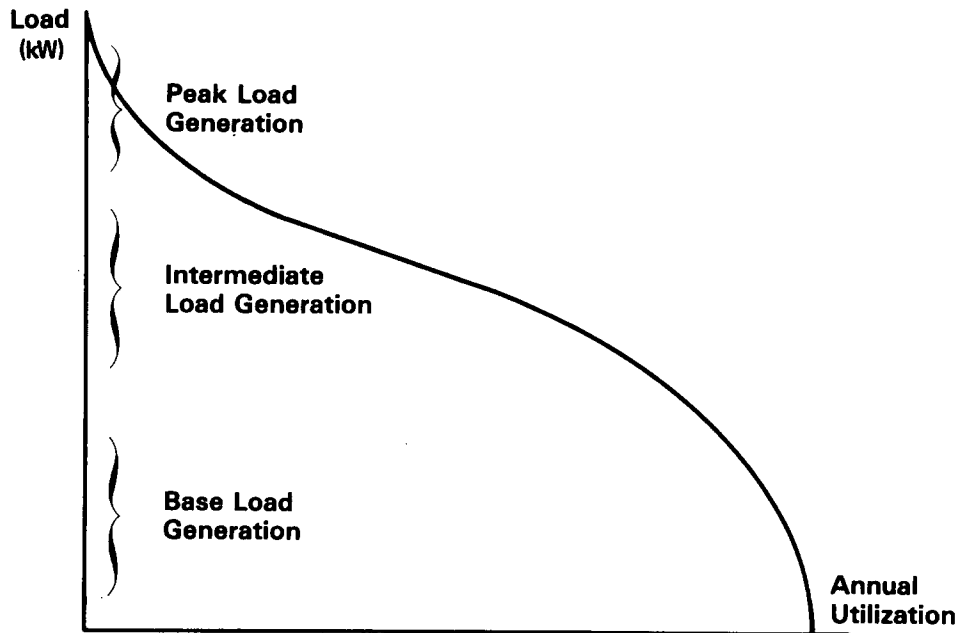 Load
(kW)
Peak Load
Generation
Intermediate
Load Generation
Base Load
Generation
Annual
Utilization